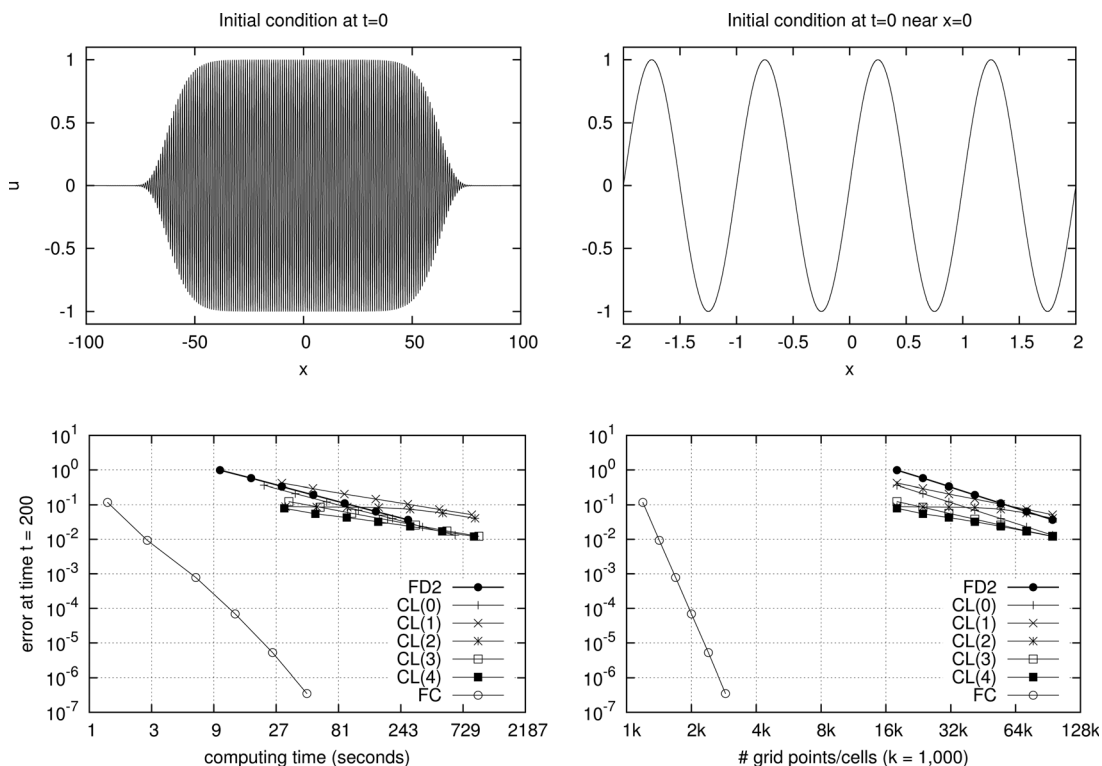 Initial condition at t=0
Initial condition at t=0 near x=0
1
0.5
0
-0.5
-1
u
-100 -50 0 50 100
x
1
0.5
0
-0.5
-1
-2 -1.5 -1 -0.5 0 0.5 1 1.5 2
x
10^1
10^0
10^-1
10^-2
10^-3
10^-4
10^-5
10^-6
10^-7
error at time t = 200
FD2
CL(0)
CL(1)
CL(2)
CL(3)
CL(4)
FC
1 3 9 27 81 243 729 2187
computing time (seconds)
10^1
10^0
10^-1
10^-2
10^-3
10^-4
10^-5
10^-6
10^-7
FD2
CL(0)
CL(1)
CL(2)
CL(3)
CL(4)
FC
1k 2k 4k 8k 16k 32k 64k 128k
# grid points/cells (k = 1,000)